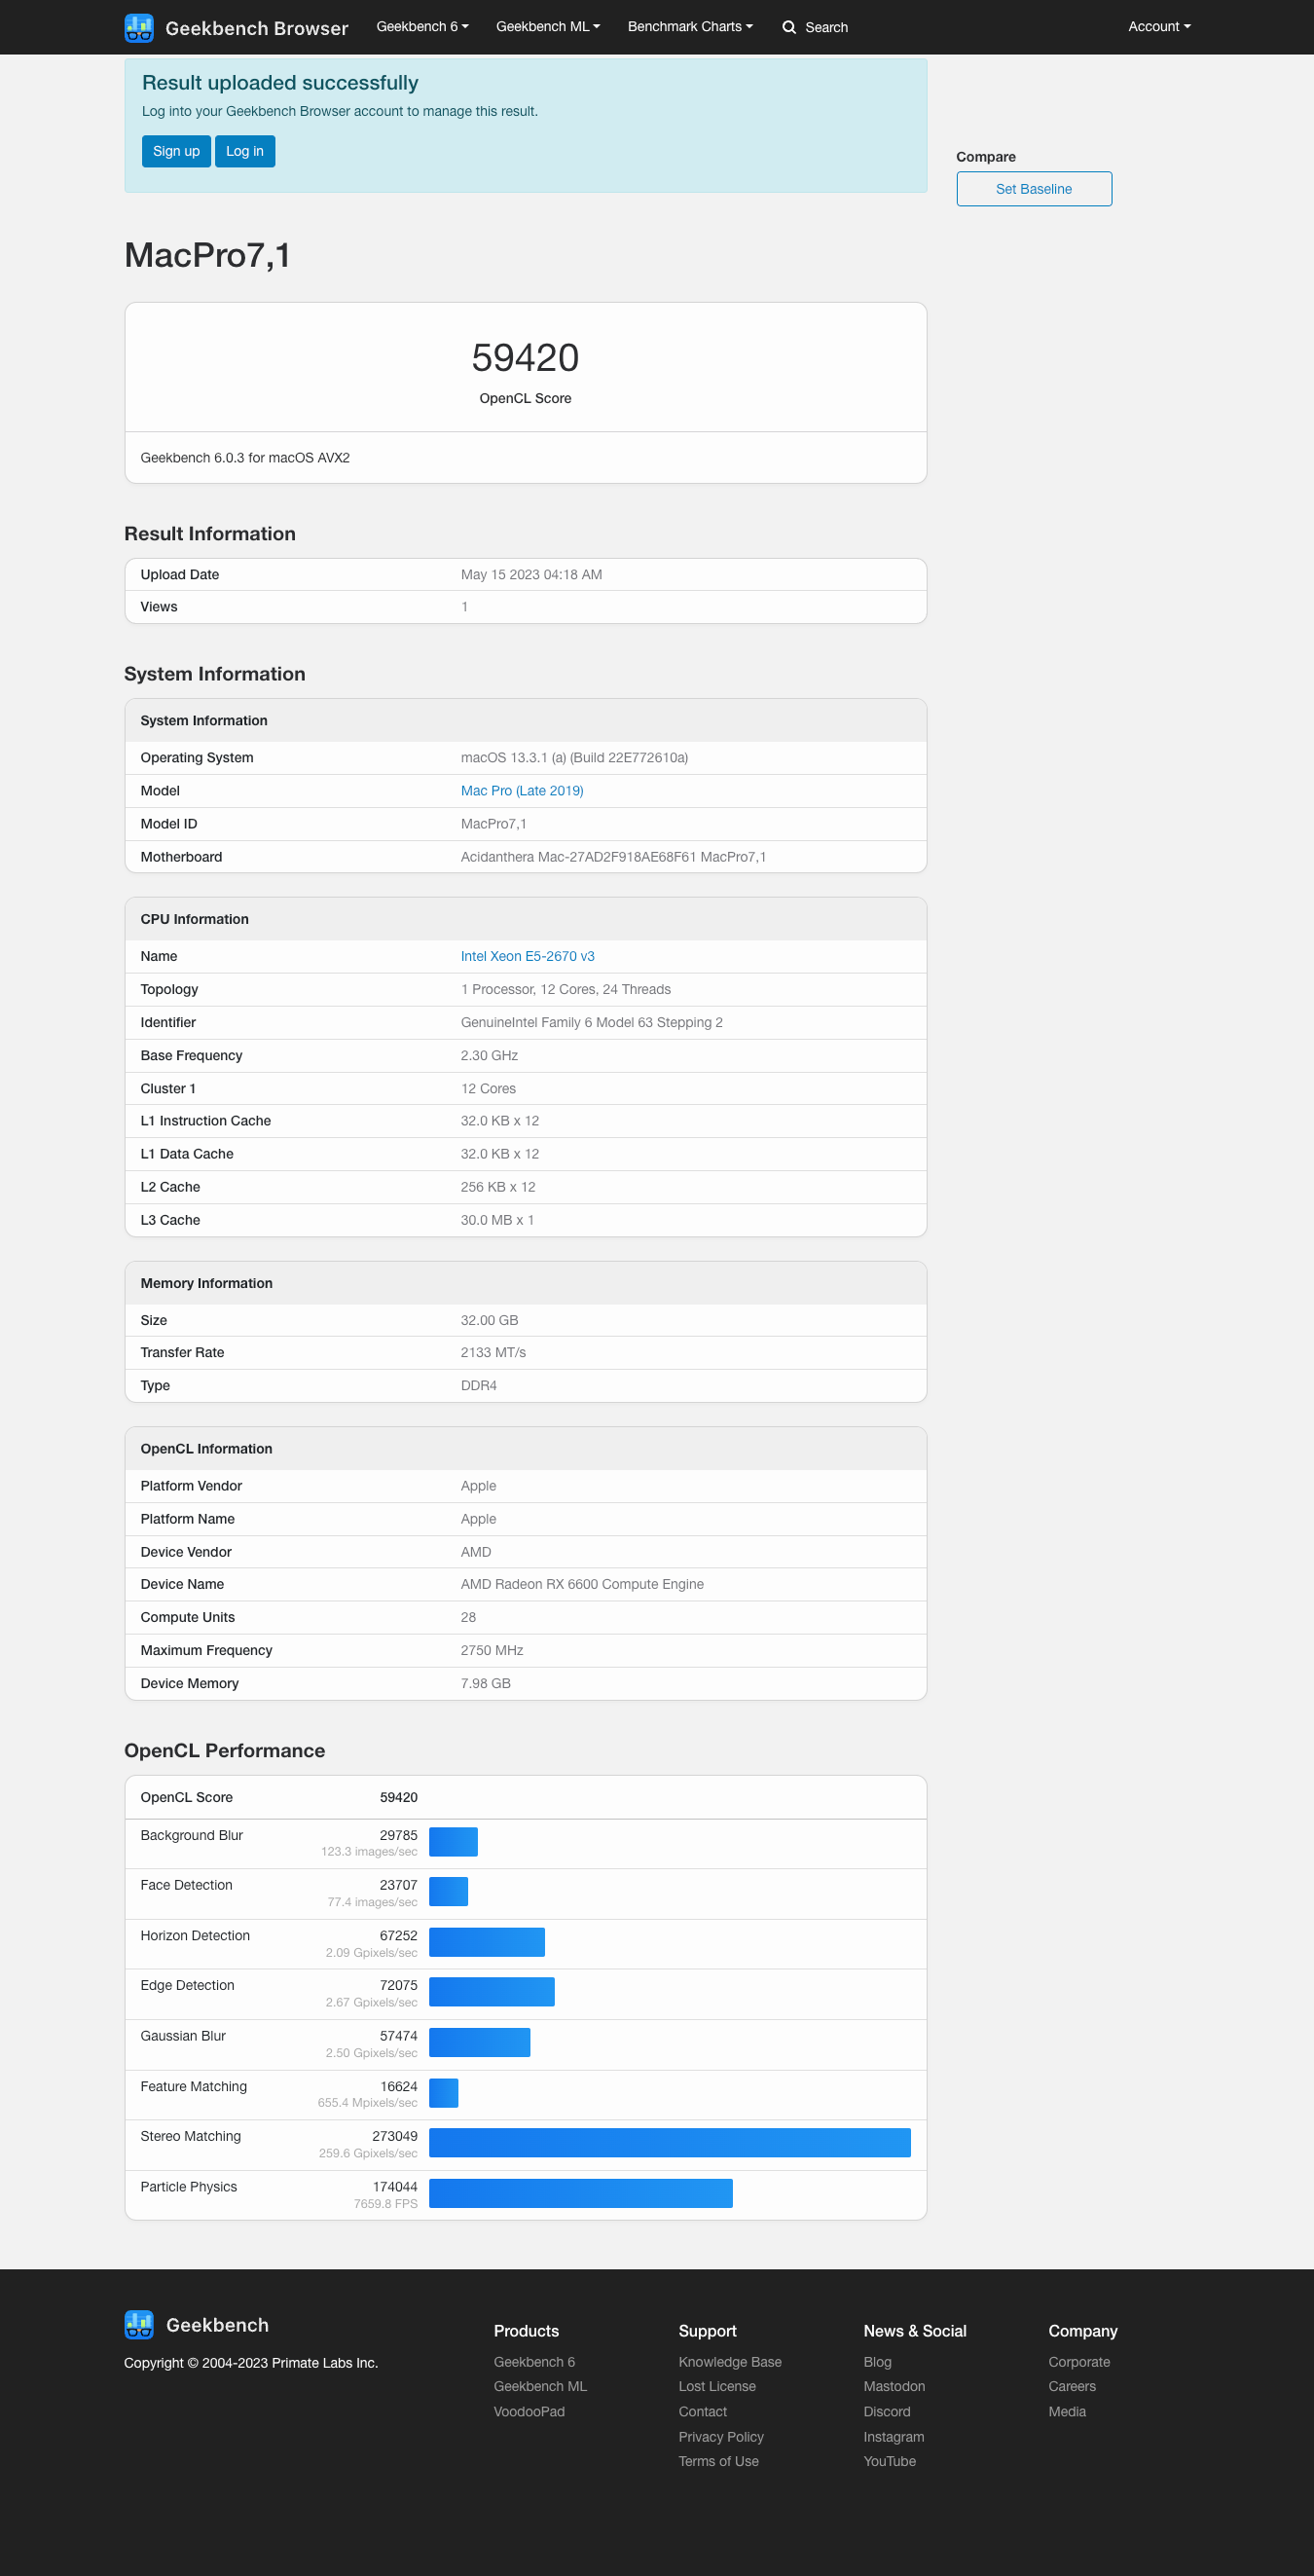 Geekbench Browser Geekbench 6 Geekbench ML Benchmark Charts Search Account
Result uploaded successfully
Log into your Geekbench Browser account to manage this result.
Sign up Log in
Compare
Set Baseline
MacPro7,1
59420
OpenCL Score
Geekbench 6.0.3 for macOS AVX2
Result Information
Upload Date May 15 2023 04:18 AM
Views 1
System Information
System Information
Operating System macOS 13.3.1 (a) (Build 22E772610a)
Model Mac Pro (Late 2019)
Model ID MacPro7,1
Motherboard Acidanthera Mac-27AD2F918AE68F61 MacPro7,1
CPU Information
Name Intel Xeon E5-2670 v3
Topology 1 Processor, 12 Cores, 24 Threads
Identifier GenuineIntel Family 6 Model 63 Stepping 2
Base Frequency 2.30 GHz
Cluster 1 12 Cores
L1 Instruction Cache 32.0 KB x 12
L1 Data Cache 32.0 KB x 12
L2 Cache 256 KB x 12
L3 Cache 30.0 MB x 1
Memory Information
Size 32.00 GB
Transfer Rate 2133 MT/s
Type DDR4
OpenCL Information
Platform Vendor Apple
Platform Name Apple
Device Vendor AMD
Device Name AMD Radeon RX 6600 Compute Engine
Compute Units 28
Maximum Frequency 2750 MHz
Device Memory 7.98 GB
OpenCL Performance
OpenCL Score 59420
Background Blur 29785
123.3 images/sec
Face Detection 23707
77.4 images/sec
Horizon Detection 67252
2.09 Gpixels/sec
Edge Detection 72075
2.67 Gpixels/sec
Gaussian Blur 57474
2.50 Gpixels/sec
Feature Matching 16624
655.4 Mpixels/sec
Stereo Matching 273049
259.6 Gpixels/sec
Particle Physics 174044
7659.8 FPS
Geekbench
Copyright © 2004-2023 Primate Labs Inc.
Products
Geekbench 6
Geekbench ML
VoodooPad
Support
Knowledge Base
Lost License
Contact
Privacy Policy
Terms of Use
News & Social
Blog
Mastodon
Discord
Instagram
YouTube
Company
Corporate
Careers
Media